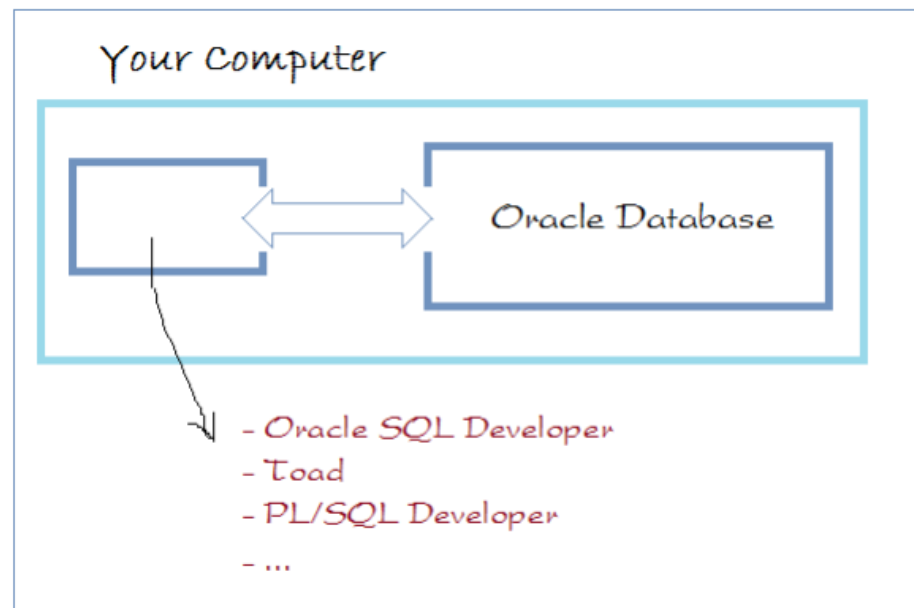 Your Computer
Oracle Database
- Oracle SQL Developer
- Toad
- PL/SQL Developer
- ...